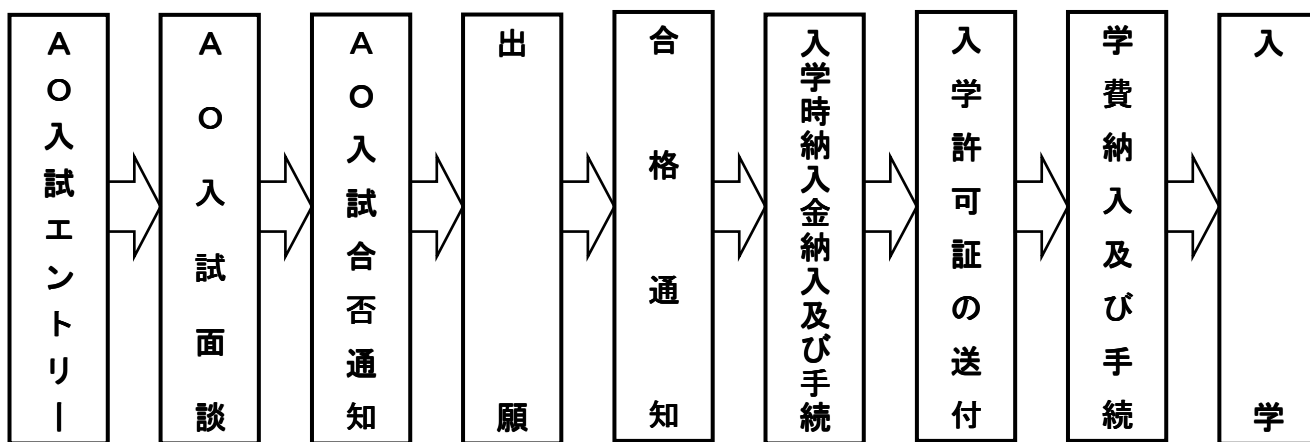 AO入試エントリー
AO入試面談
AO入試合否通知
出願
合格通知
入学時納入金納入及び手続
入学許可証の送付
学費納入及び手続
入学